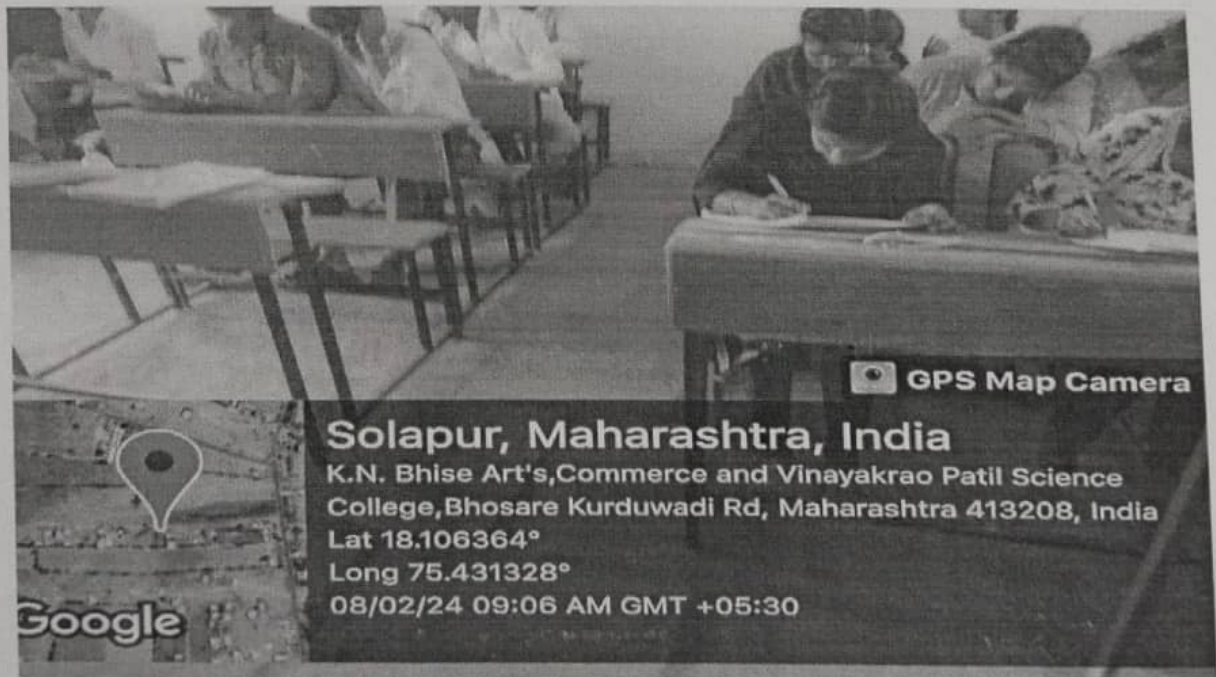 GPS Map Camera
Solapur, Maharashtra, India
K.N. Bhise Art's,Commerce and Vinayakrao Patil Science
College,Bhosare Kurduwadi Rd, Maharashtra 413208, India
Lat 18.106364°
Long 75.431328°
08/02/24 09:06 AM GMT +05:30
Google